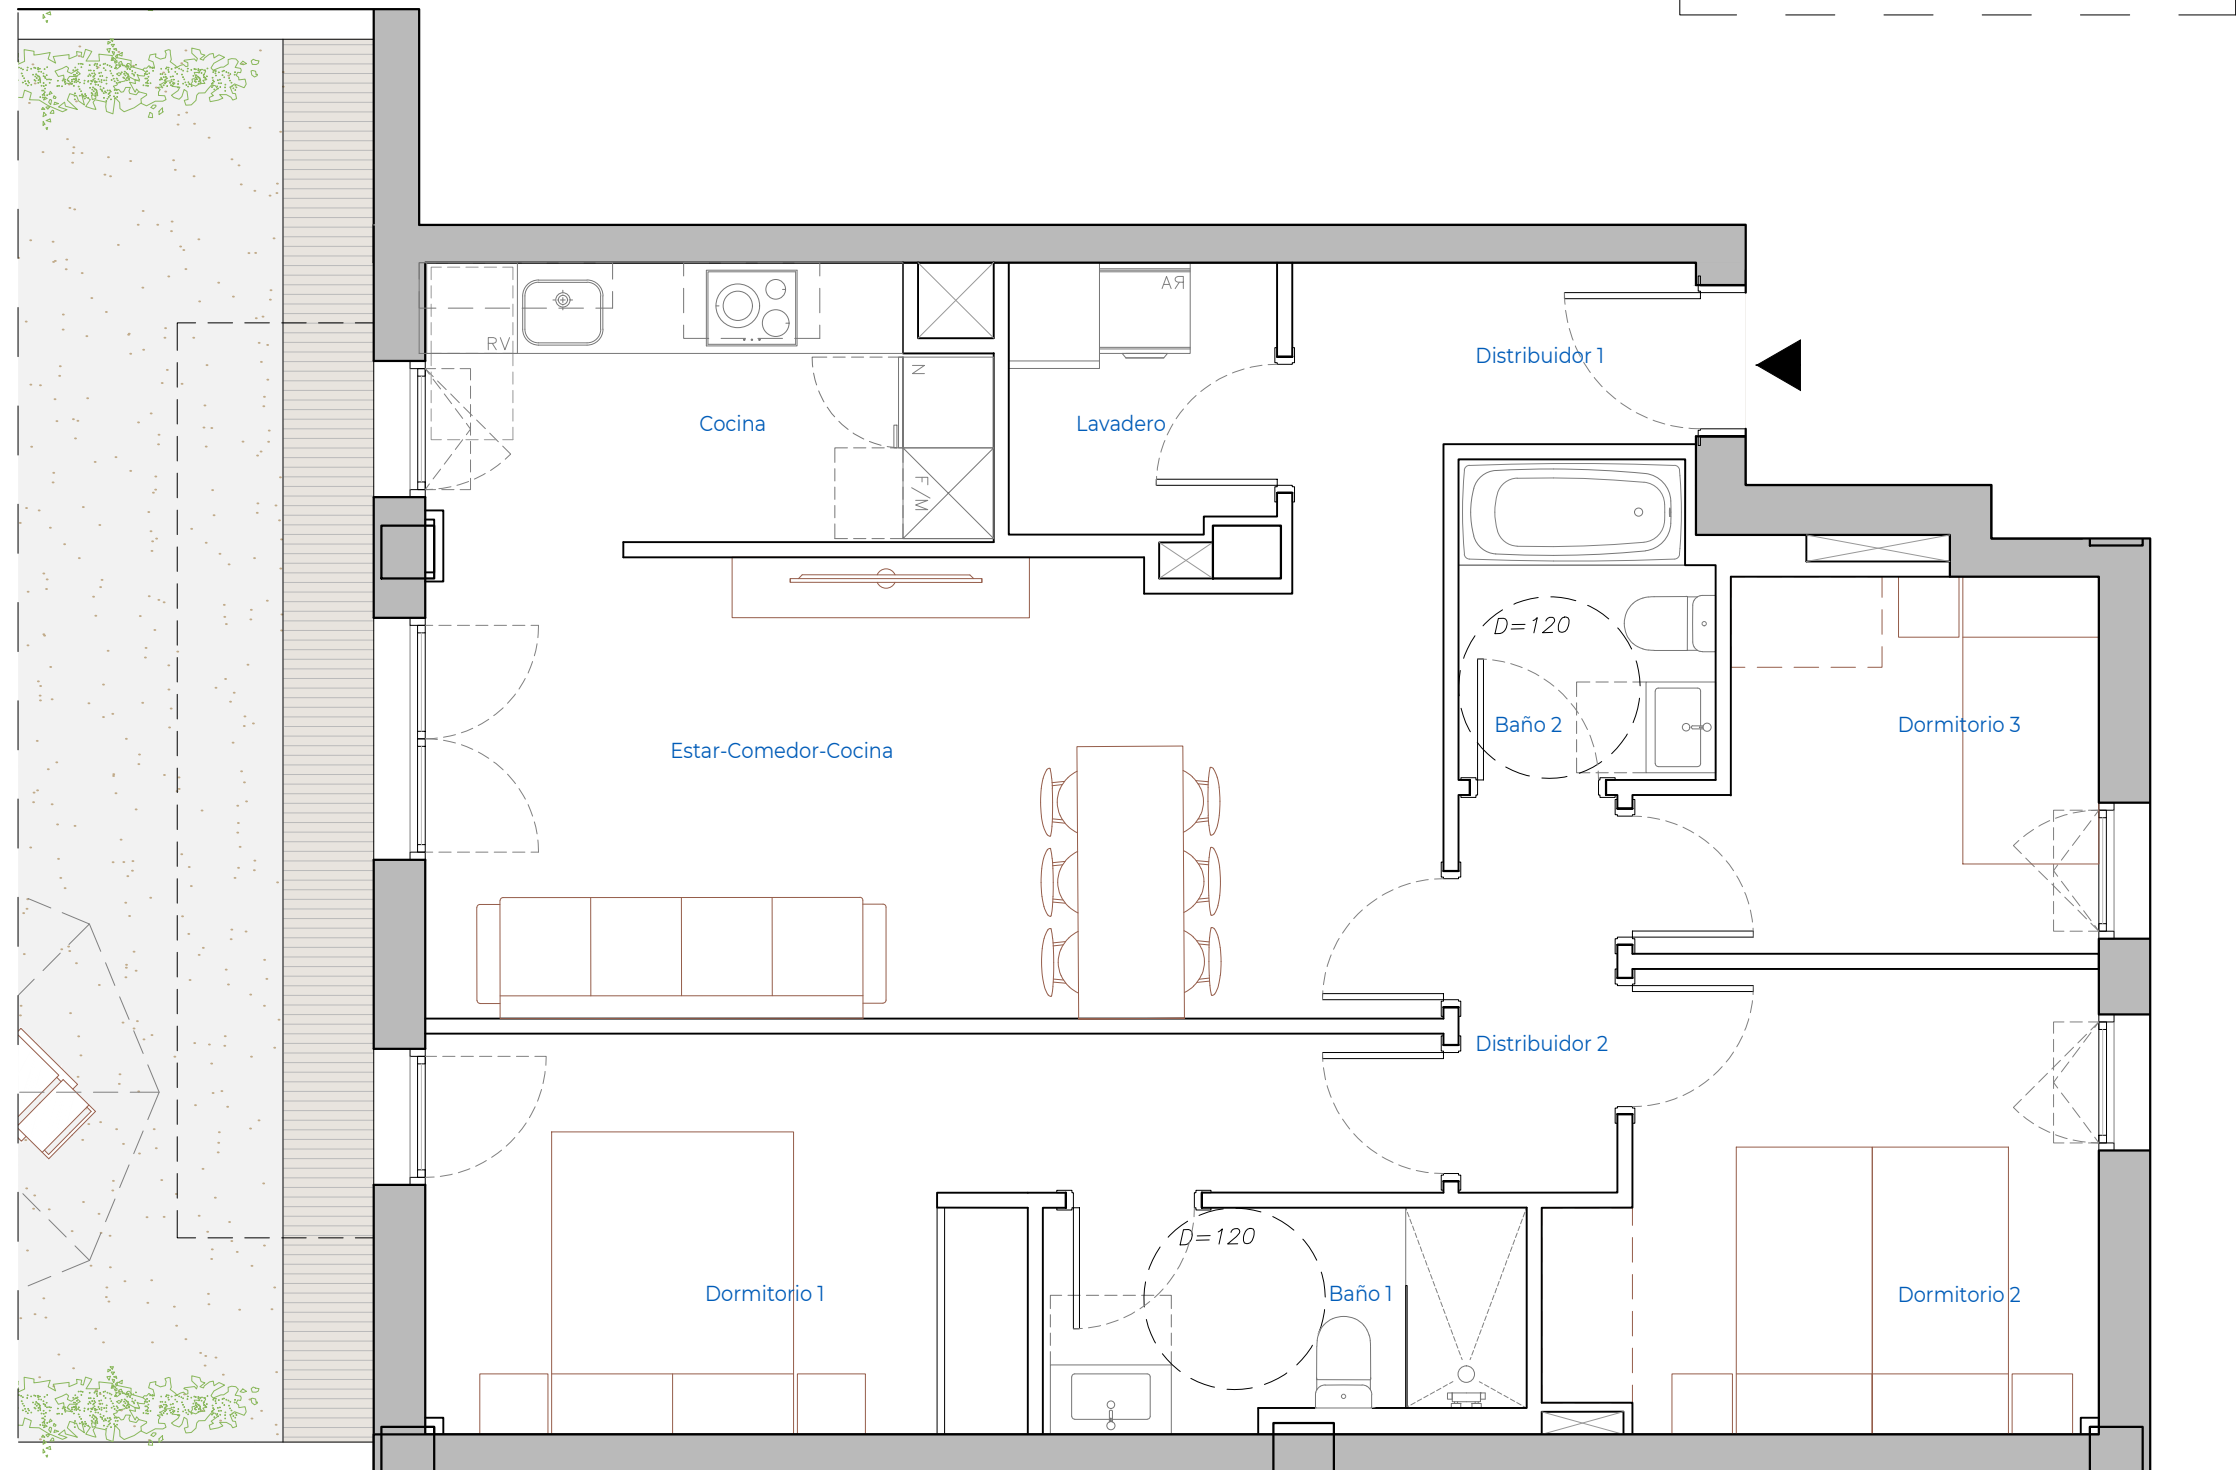 RA
RV
Distribuidor 1
N
Cocina
Lavadero
F/M
D=120
Baño 2
Dormitorio 3
Estar-Comedor-Cocina
Distribuidor 2
D=120
Dormitorio 1
Baño 1
Dormitorio 2